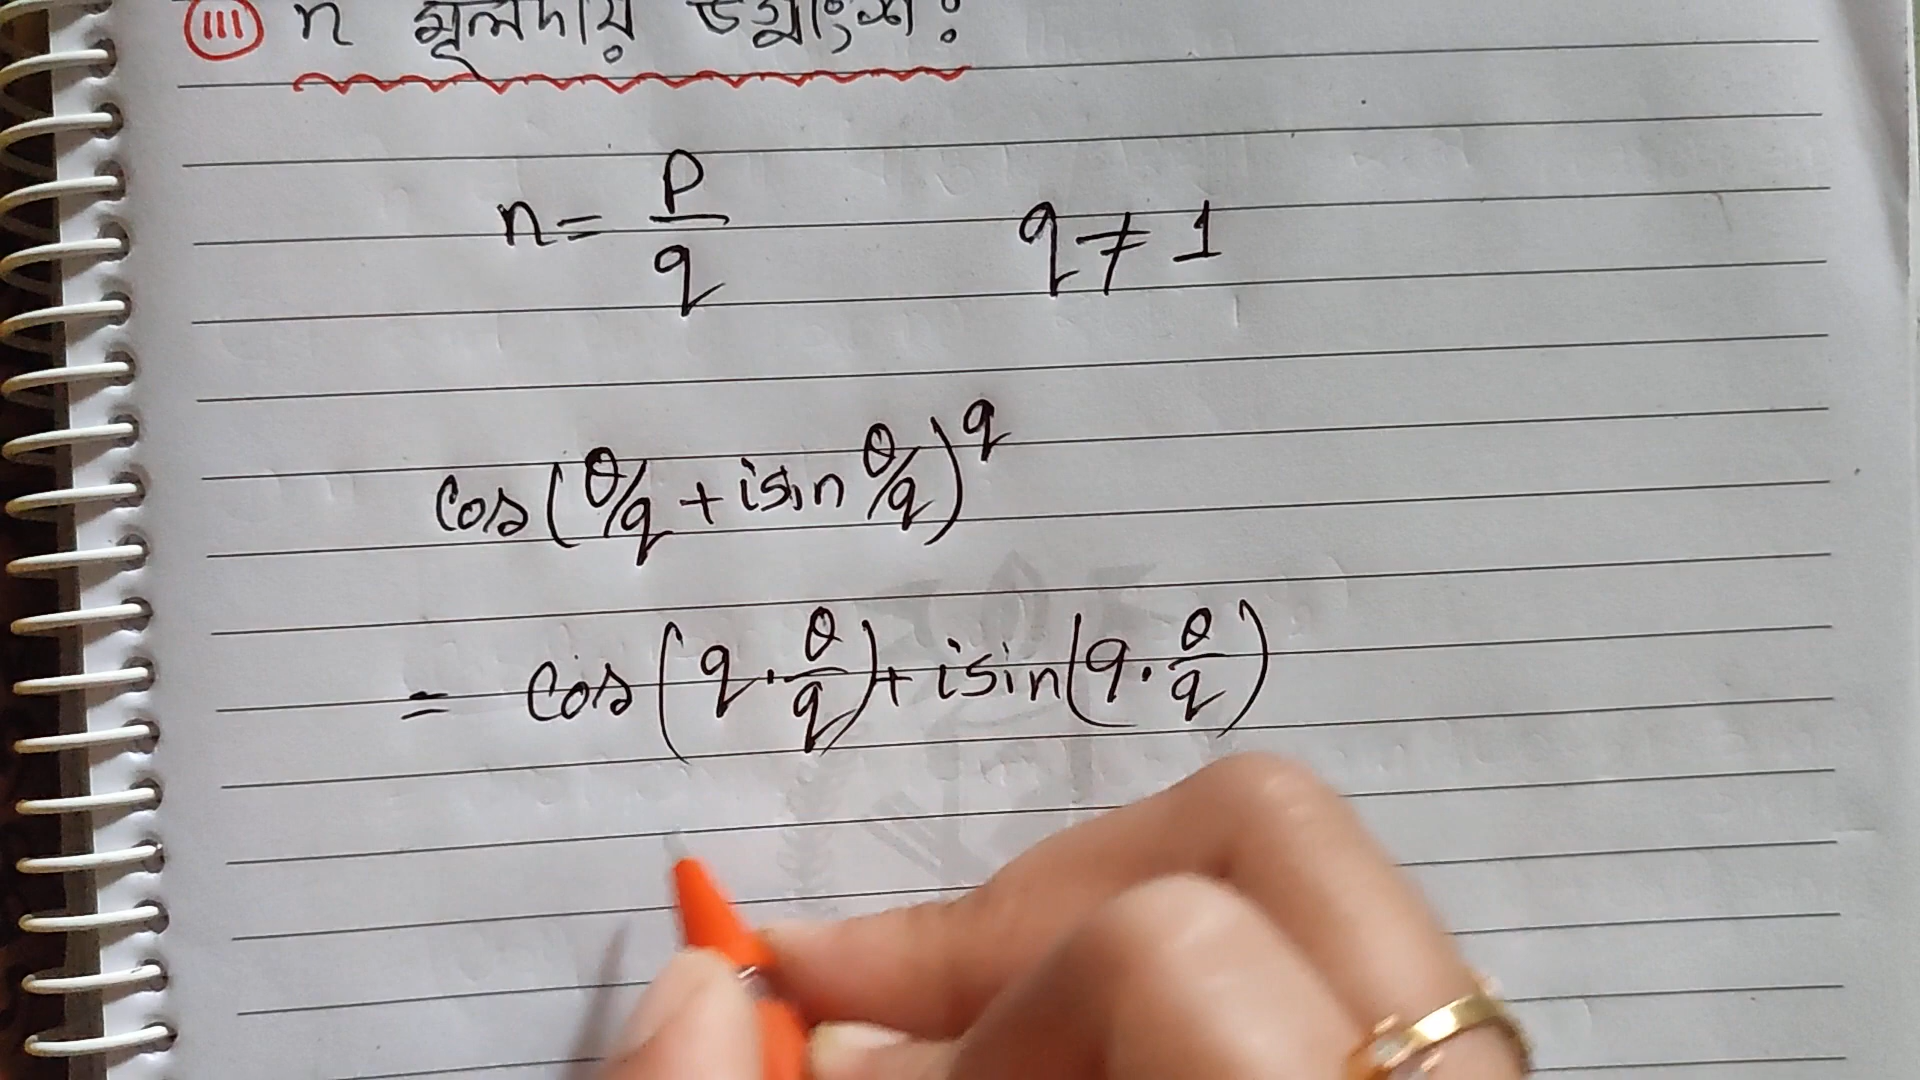 (iii) n মূলদীয় ভগ্নাংশ:
n = p/q q ≠ 1
Cos (θ/q + isin θ/q)^q
= Cos (q . θ/q) + isin (q . θ/q)